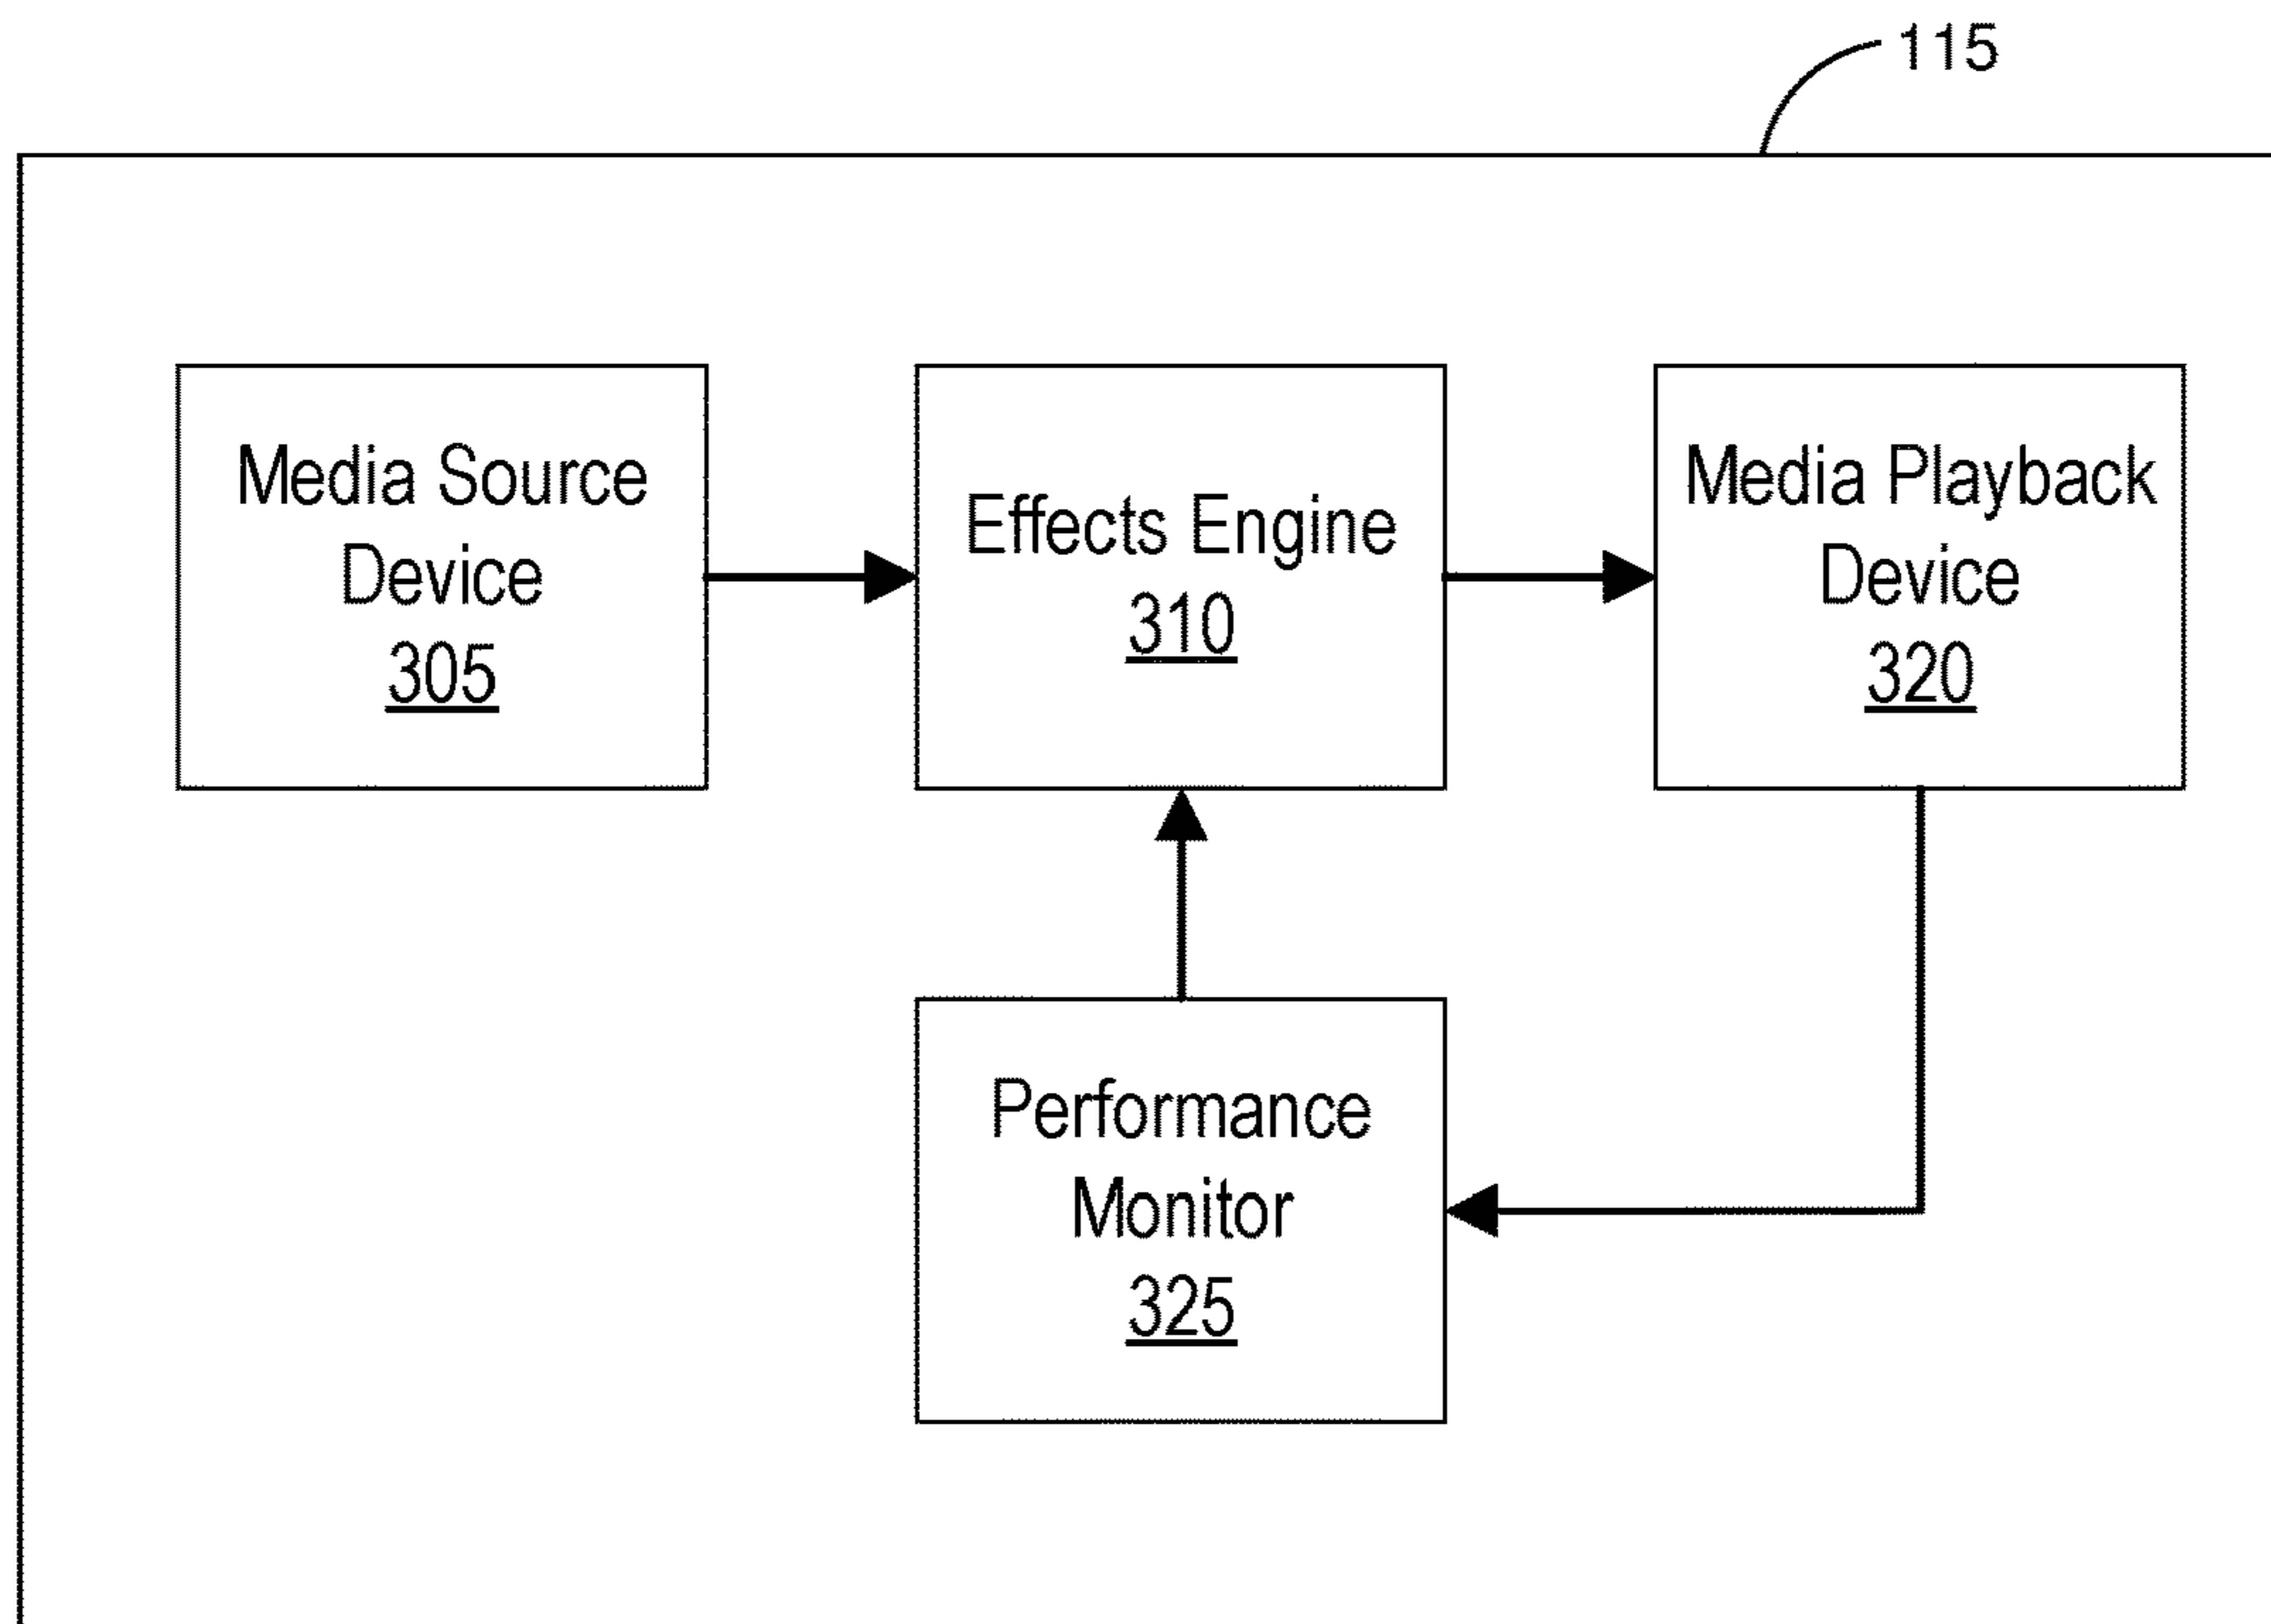 115
Media Source
Device
305
Effects Engine
310
Media Playback
Device
320
Performance
Monitor
325